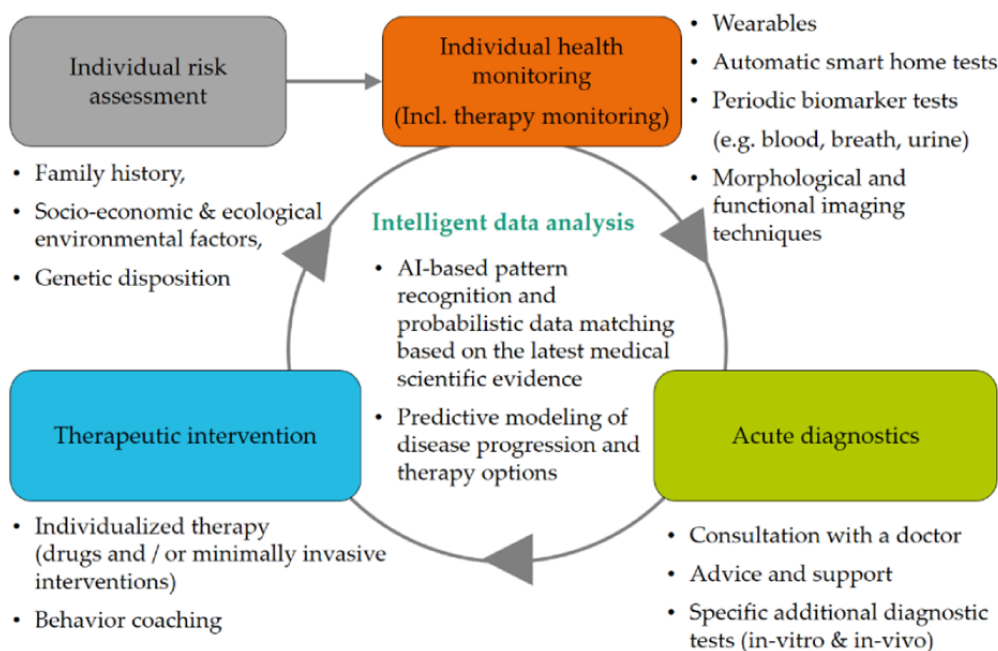 Individual risk
assessment
Individual health
monitoring
(Incl. therapy monitoring)
• Wearables
• Automatic smart home tests
• Periodic biomarker tests
(e.g. blood, breath, urine)
• Morphological and
functional imaging
techniques
• Family history,
• Socio-economic & ecological
environmental factors,
• Genetic disposition
Intelligent data analysis
• AI-based pattern
recognition and
probabilistic data matching
based on the latest medical
scientific evidence
• Predictive modeling of
disease progression and
therapy options
Therapeutic intervention
Acute diagnostics
• Individualized therapy
(drugs and / or minimally invasive
interventions)
• Behavior coaching
• Consultation with a doctor
• Advice and support
• Specific additional diagnostic
tests (in-vitro & in-vivo)